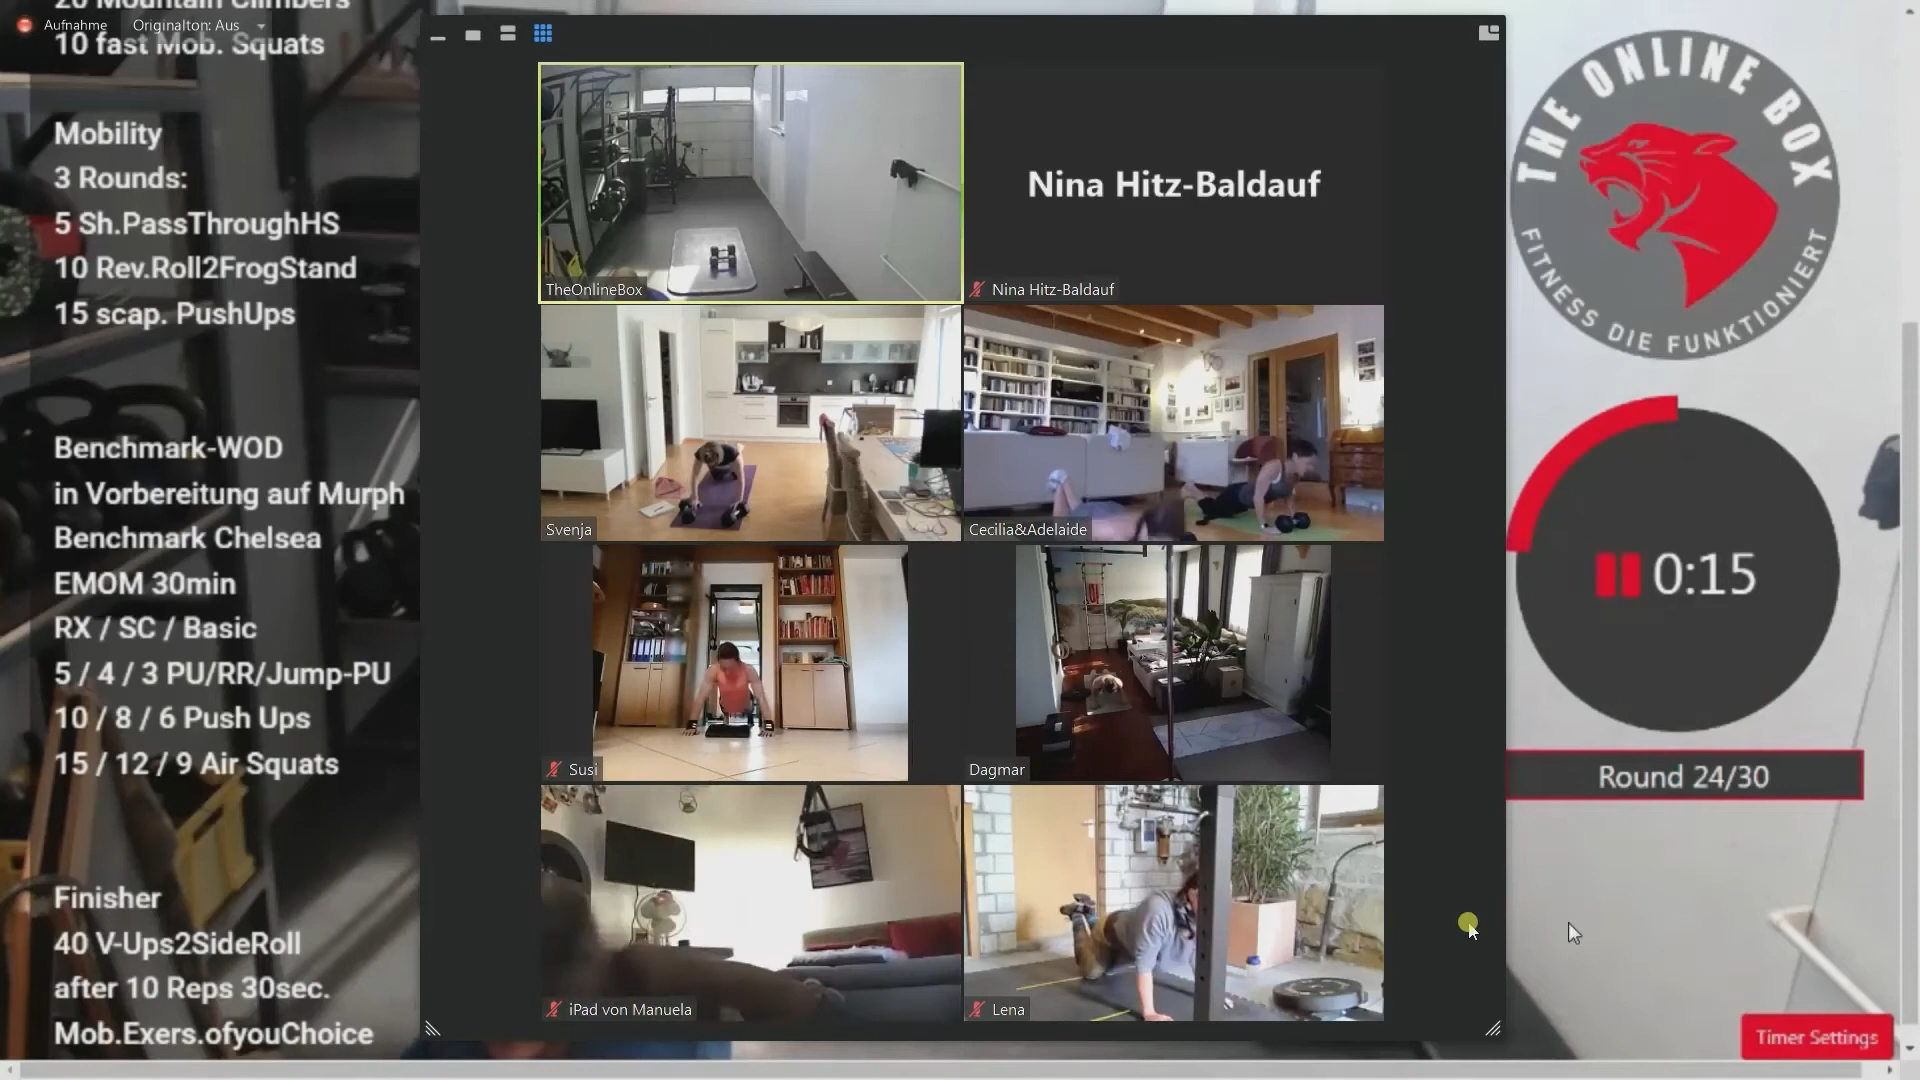 20 Mountain Climbers
Aufnahme
Originalton: Aus
10 fast Mob. Squats
Mobility
3 Rounds:
5 Sh.PassThroughHS
10 Rev.Roll2FrogStand
15 scap. PushUps
Benchmark-WOD
in Vorbereitung auf Murph
Benchmark Chelsea
EMOM 30min
RX / SC / Basic
5 / 4 / 3 PU/RR/Jump-PU
10 / 8 / 6 Push Ups
15 / 12 / 9 Air Squats
Finisher
40 V-Ups2SideRoll
after 10 Reps 30sec.
Mob.Exers.ofyouChoice
TheOnlineBox
Nina Hitz-Baldauf
Nina Hitz-Baldauf
Svenja
Cecilia&Adelaide
Susi
Dagmar
iPad von Manuela
Lena
THE ONLINE BOX
FITNESS DIE FUNKTIONIERT
0:15
Round 24/30
Timer Settings